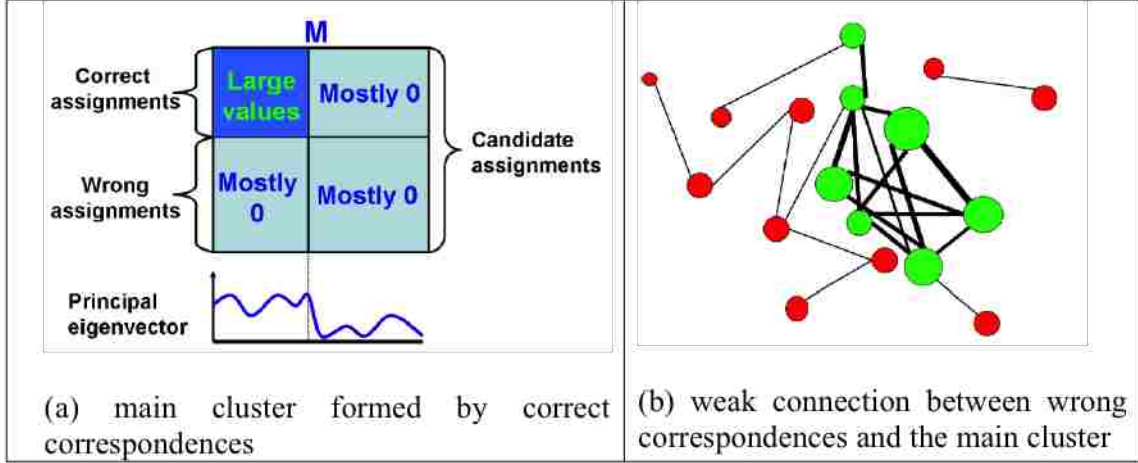 M
Correct
assignments
Large
values
Mostly 0
Candidate
assignments
Wrong
assignments
Mostly
0
Mostly 0
Principal
eigenvector
(a) main cluster formed by correct
correspondences
(b) weak connection between wrong
correspondences and the main cluster